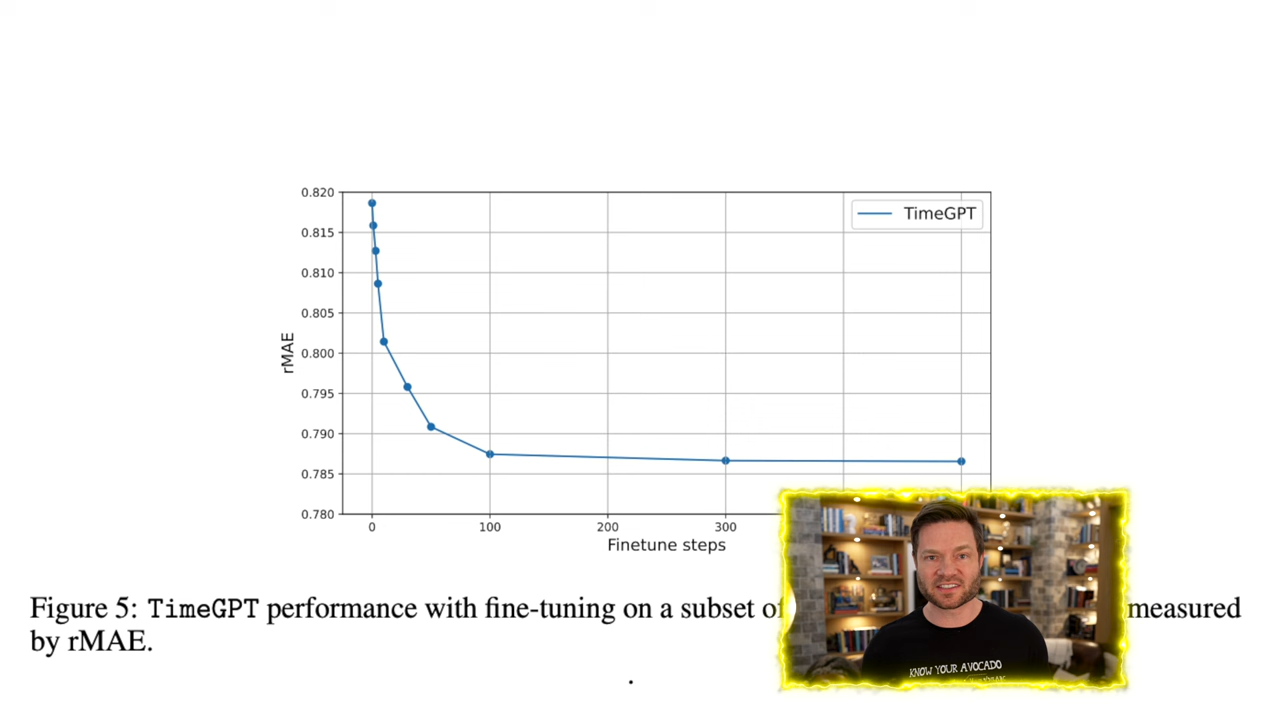 0.820
TimeGPT
0.815
0.810
0.805
0.800
rMAE
0.795
0.790
0.785
0.780
0 100 200 300
Finetune steps
Figure 5: TimeGPT performance with fine-tuning on a subset of measured
by rMAE.
.
KNOW YOUR AVOCADO